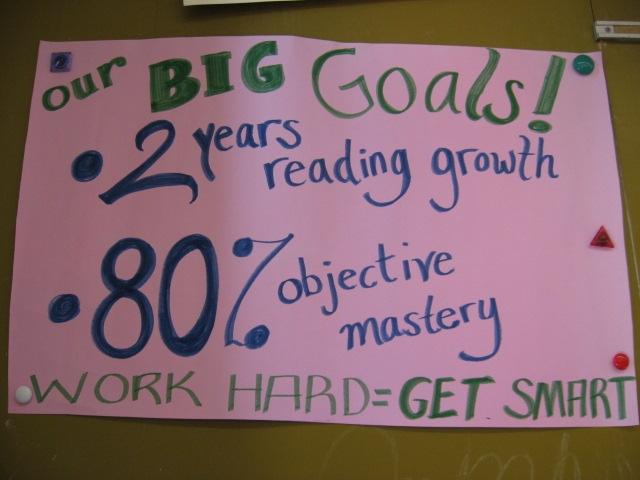 our BIG Goals!
• 2 years
reading growth
• 80% objective
mastery
WORK HARD = GET SMART